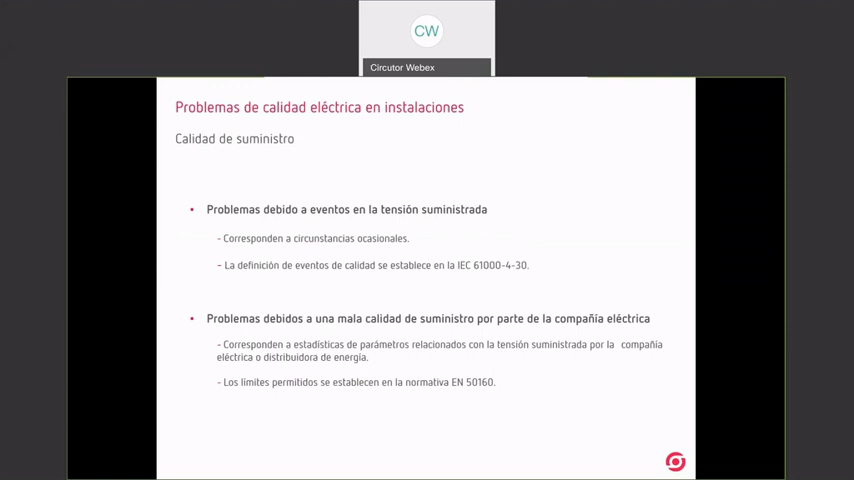 CW
Circutor Webex
Problemas de calidad eléctrica en instalaciones
Calidad de suministro
• Problemas debido a eventos en la tensión suministrada
- Corresponden a circunstancias ocasionales.
- La definición de eventos de calidad se establece en la IEC 61000-4-30.
• Problemas debidos a una mala calidad de suministro por parte de la compañía eléctrica
- Corresponden a estadísticas de parámetros relacionados con la tensión suministrada por la compañía
eléctrica o distribuidora de energía.
- Los límites permitidos se establecen en la normativa EN 50160.